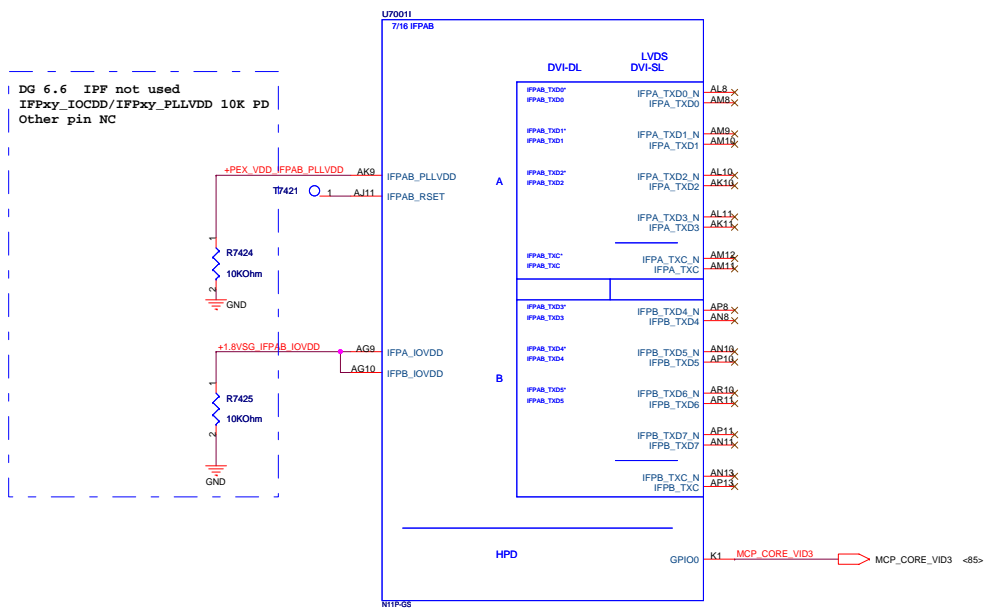 U7001I
7/16 IFPAB
DG 6.6 IPF not used
IFPxy_IOCDD/IFPxy_PLLVDD 10K PD
Other pin NC
DVI-DL
LVDS
DVI-SL
+PEX_VDD_IFPAB_PLLVDD AK9 IFPAB_PLLVDD
T7421 1 AJ11 IFPAB_RSET
1
R7424
10KOhm
2
GND
+1.8VSG_IFPAB_IOVDD AG9 IFPA_IOVDD
AG10 IFPB_IOVDD
1
R7425
10KOhm
2
GND
A
IFPAB_TXD0* IFPA_TXD0_N AL8
IFPAB_TXD0 IFPA_TXD0 AM8
IFPAB_TXD1* IFPA_TXD1_N AM9
IFPAB_TXD1 IFPA_TXD1 AM10
IFPAB_TXD2* IFPA_TXD2_N AL10
IFPAB_TXD2 IFPA_TXD2 AK10
IFPA_TXD3_N AL11
IFPA_TXD3 AK11
IFPAB_TXC* IFPA_TXC_N AM12
IFPAB_TXC IFPA_TXC AM11
B
IFPAB_TXD3* IFPB_TXD4_N AP8
IFPAB_TXD3 IFPB_TXD4 AN8
IFPAB_TXD4* IFPB_TXD5_N AN10
IFPAB_TXD4 IFPB_TXD5 AP10
IFPAB_TXD5* IFPB_TXD6_N AR10
IFPAB_TXD5 IFPB_TXD6 AR11
IFPB_TXD7_N AP11
IFPB_TXD7 AN11
IFPB_TXC_N AN13
IFPB_TXC AP13
HPD
GPIO0 K1 MCP_CORE_VID3 MCP_CORE_VID3 <85>
N11P-GS